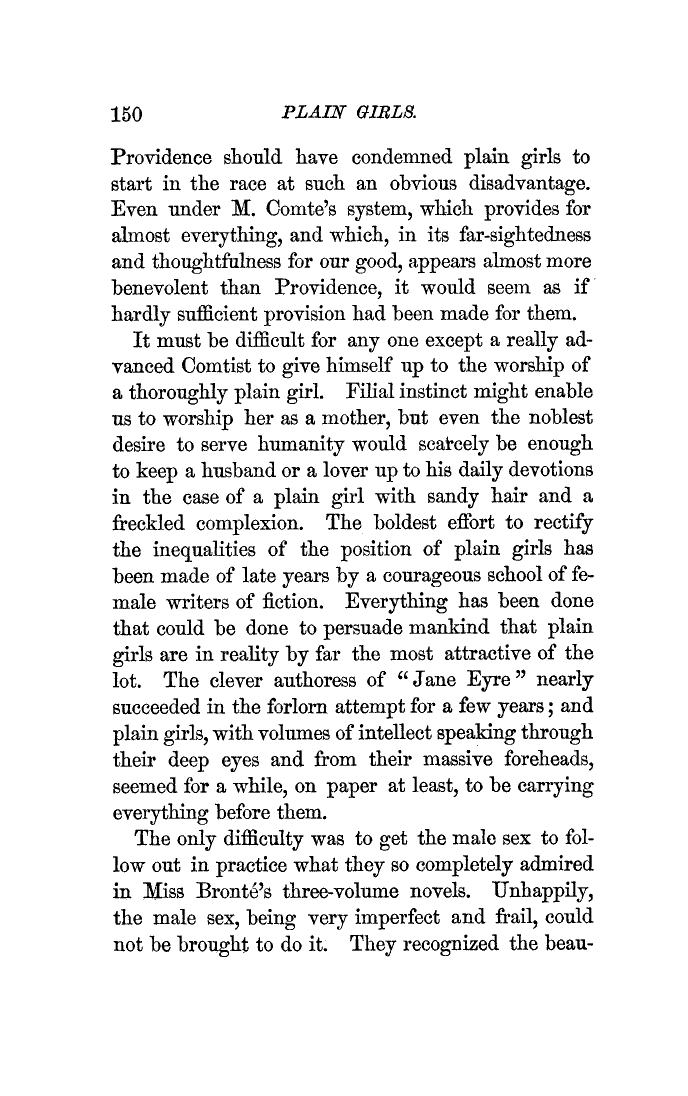 150 PLAIN GIRLS.
Providence should have condemned plain girls to
start in the race at such an obvious disadvantage.
Even under M. Comte's system, which provides for
almost everything, and which, in its far-sightedness
and thoughtfulness for our good, appears almost more
benevolent than Providence, it would seem as if
hardly sufficient provision had been made for them.
It must be difficult for any one except a really ad-
vanced Comtist to give himself up to the worship of
a thoroughly plain girl. Filial instinct might enable
us to worship her as a mother, but even the noblest
desire to serve humanity would scarcely be enough
to keep a husband or a lover up to his daily devotions
in the case of a plain girl with sandy hair and a
freckled complexion. The boldest effort to rectify
the inequalities of the position of plain girls has
been made of late years by a courageous school of fe-
male writers of fiction. Everything has been done
that could be done to persuade mankind that plain
girls are in reality by far the most attractive of the
lot. The clever authoress of "Jane Eyre" nearly
succeeded in the forlorn attempt for a few years; and
plain girls, with volumes of intellect speaking through
their deep eyes and from their massive foreheads,
seemed for a while, on paper at least, to be carrying
everything before them.
The only difficulty was to get the male sex to fol-
low out in practice what they so completely admired
in Miss Bronté's three-volume novels. Unhappily,
the male sex, being very imperfect and frail, could
not be brought to do it. They recognized the beau-